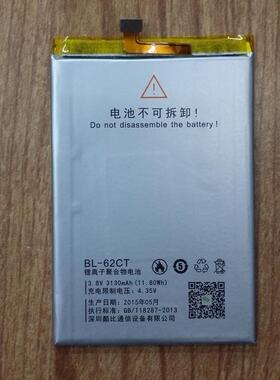 电池不可拆卸!
Do not disassemble the battery!
BL-62CT
锂离子聚合物电池
3.8V 3130mAh(11.80Wh)
充电限制电压: 4.35V
生产日期: 2015年05月
执行标准: GB/T18287-2013
深圳酷比通信设备有限公司